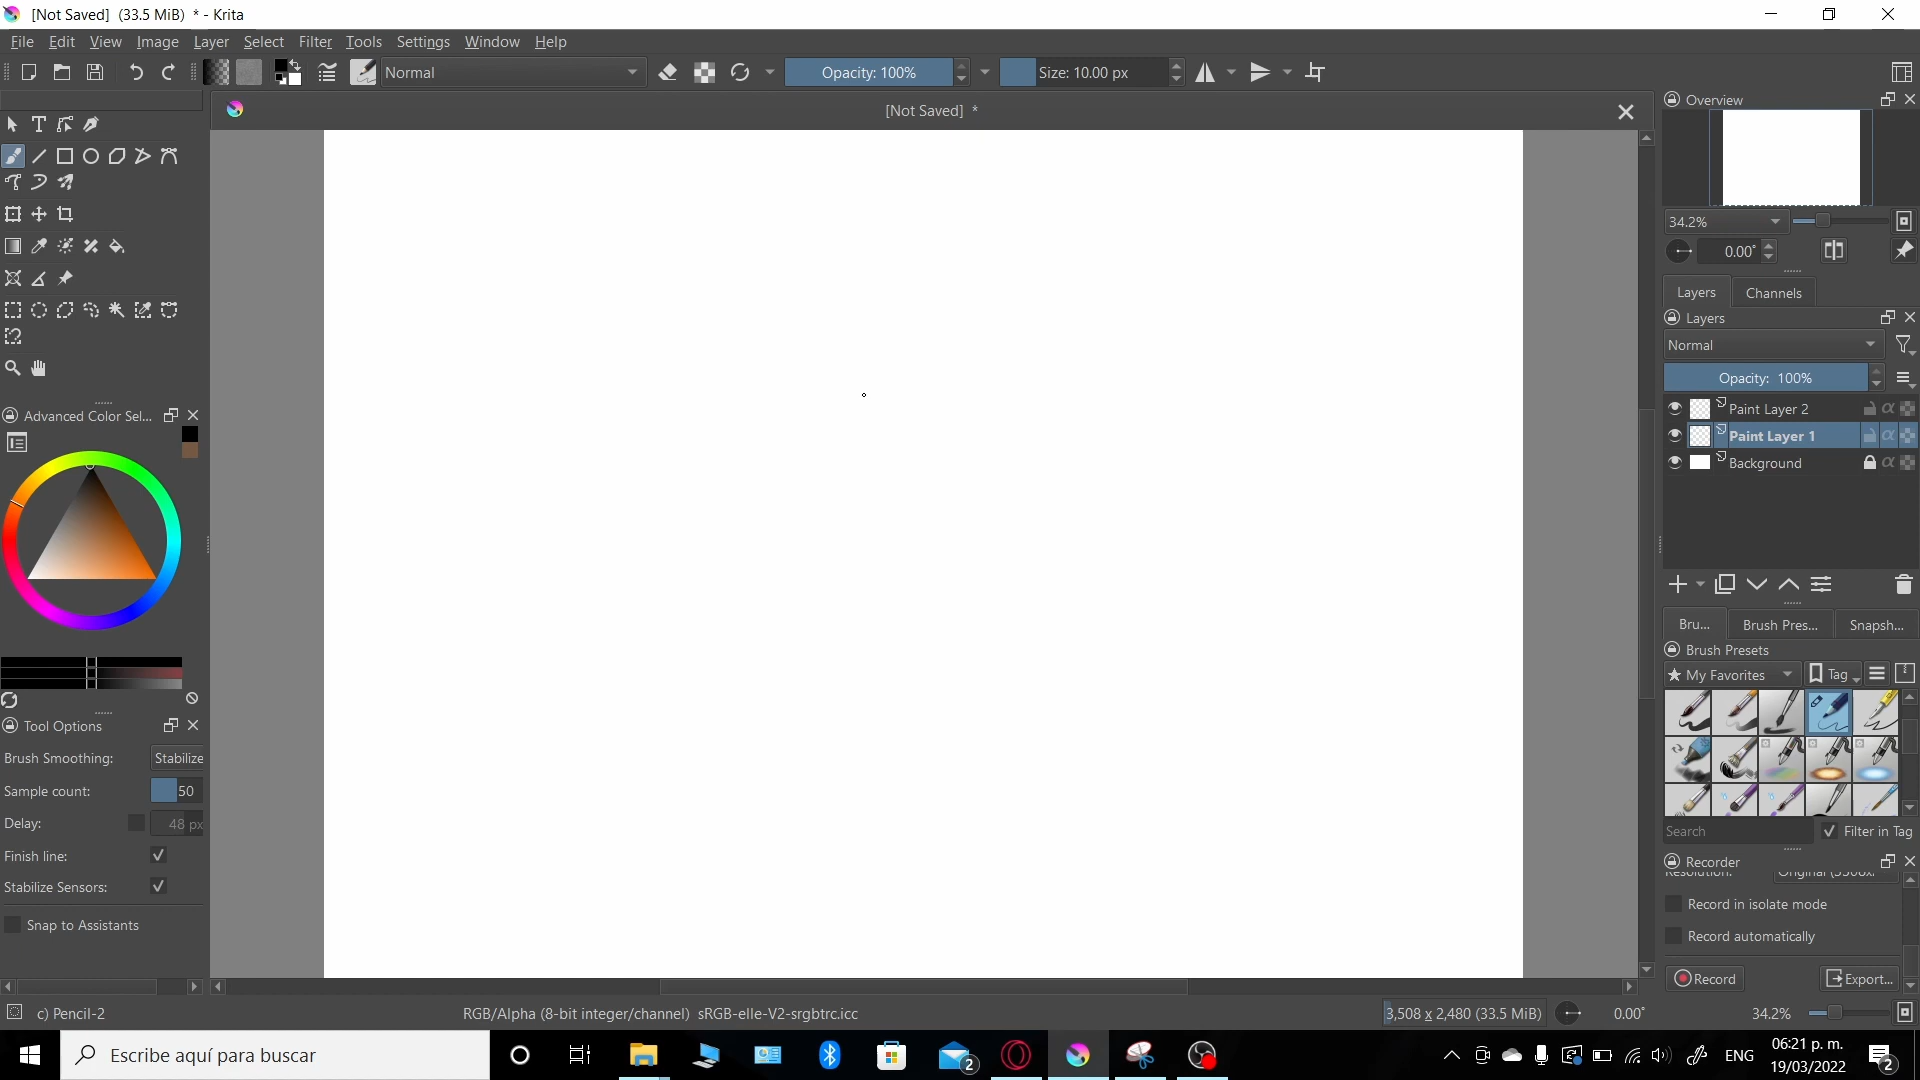 [Not Saved] (33.5 MiB) * - Krita
File Edit View Image Layer Select Filter Tools Settings Window Help
Normal Opacity: 100% Size: 10.00 px
[Not Saved] *
Overview
34.2%
0.00°
Layers Channels
Layers
Normal
Opacity: 100%
Paint Layer 2
Paint Layer 1
Background
Advanced Color Sel...
Tool Options
Brush Smoothing: Stabilize
Sample count: 50
Delay: 48 px
Finish line:
Stabilize Sensors:
Snap to Assistants
Bru... Brush Pres... Snapsh...
Brush Presets
My Favorites Tag
Search Filter in Tag
Recorder
Record in isolate mode
Record automatically
Record Export...
c) Pencil-2 RGB/Alpha (8-bit integer/channel) sRGB-elle-V2-srgbtrc.icc 3,508 x 2,480 (33.5 MiB) 0.00° 34.2%
Escribe aquí para buscar 2 ENG 06:21 p. m.
19/03/2022 2